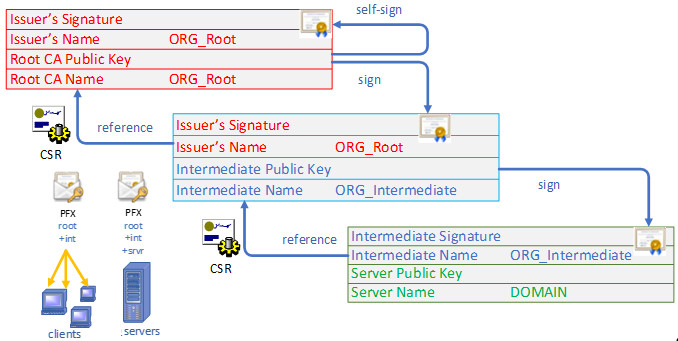 self-sign
Issuer's Signature
Issuer's Name ORG_Root
Root CA Public Key
Root CA Name ORG_Root
sign
reference
CSR
Issuer's Signature
Issuer's Name ORG_Root
Intermediate Public Key
Intermediate Name ORG_Intermediate
sign
reference
CSR
Intermediate Signature
Intermediate Name ORG_Intermediate
Server Public Key
Server Name DOMAIN
PFX
root
+int
clients
PFX
root
+int
+srvr
.servers